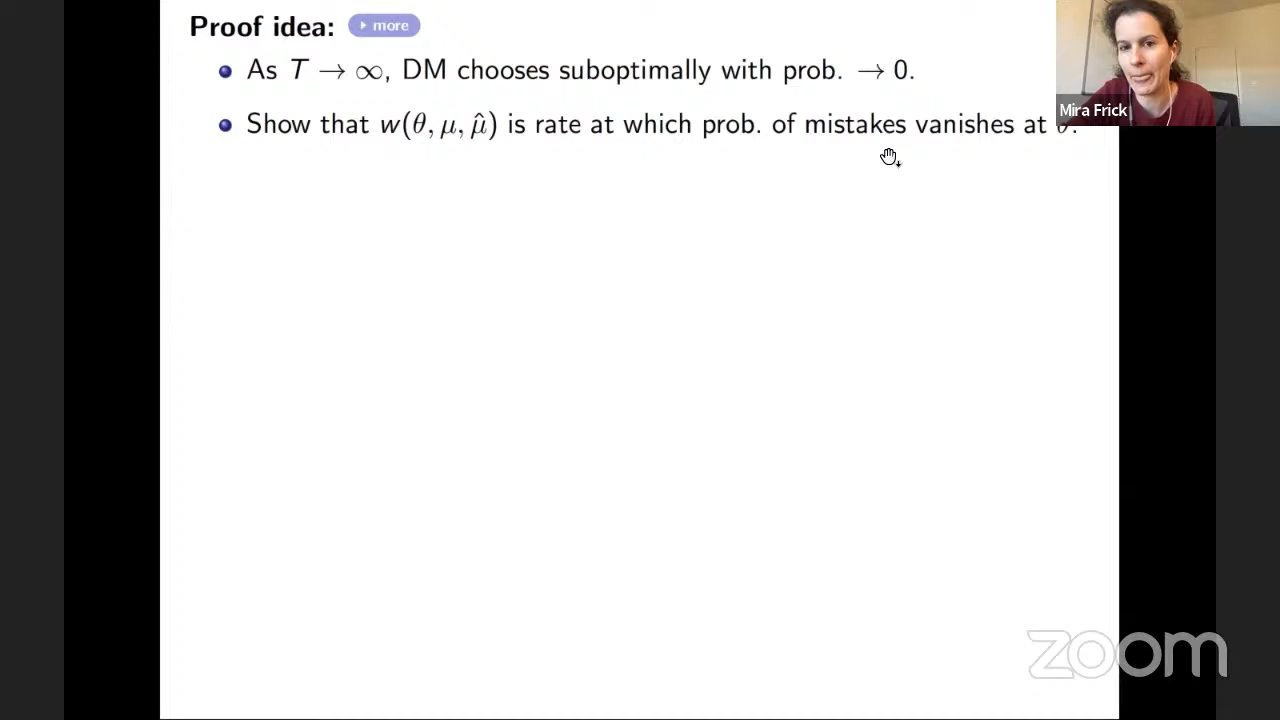 Proof idea: ▸ more
As T → ∞, DM chooses suboptimally with prob. → 0.
Show that w(θ, μ, μ̂) is rate at which prob. of mistakes vanishes at θ.
Mira Frick
zoom